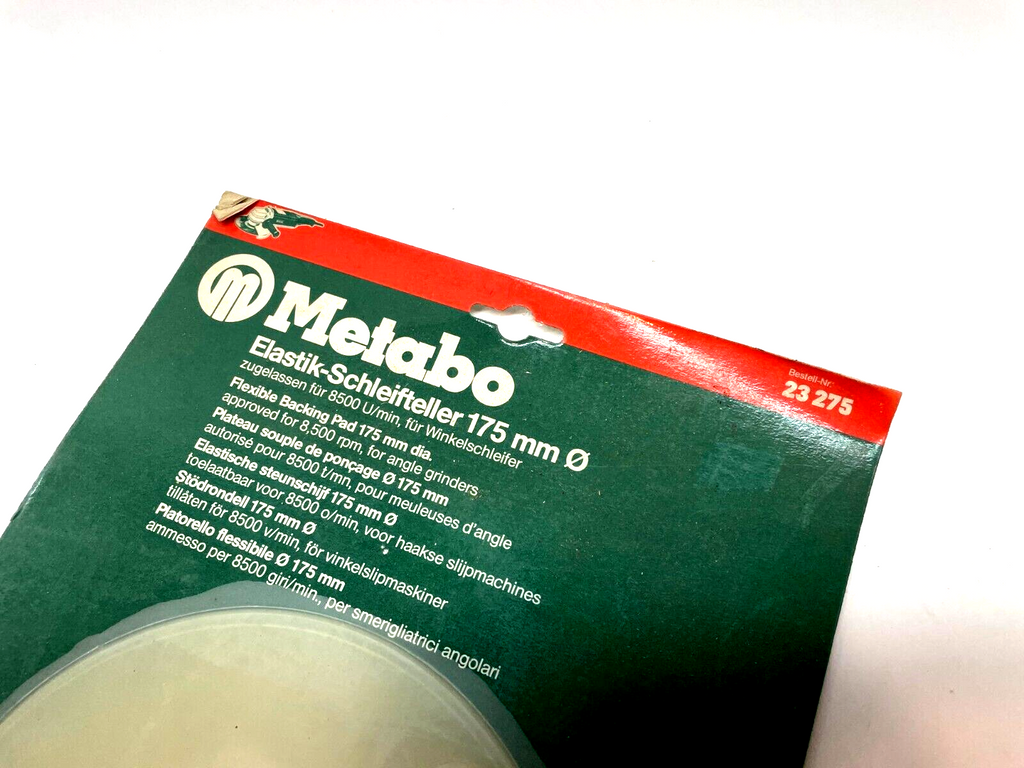 Metabo
Bestell-Nr.
23 275
Elastik-Schleifteller 175 mm Ø
zugelassen für 8500 U/min, für Winkelschleifer
Flexible Backing Pad 175 mm dia.
approved for 8,500 rpm, for angle grinders
Plateau souple de ponçage Ø 175 mm
autorisé pour 8500 t/mn, pour meuleuses d'angle
Elastische steunschijf 175 mm Ø
toelaatbaar voor 8500 o/min, voor haakse slijpmachines
Stödrondell 175 mm Ø
tillåten för 8500 v/min, för vinkelslipmaskiner
Platorello flessibile Ø 175 mm
ammesso per 8500 giri/min., per smerigliatrici angolari